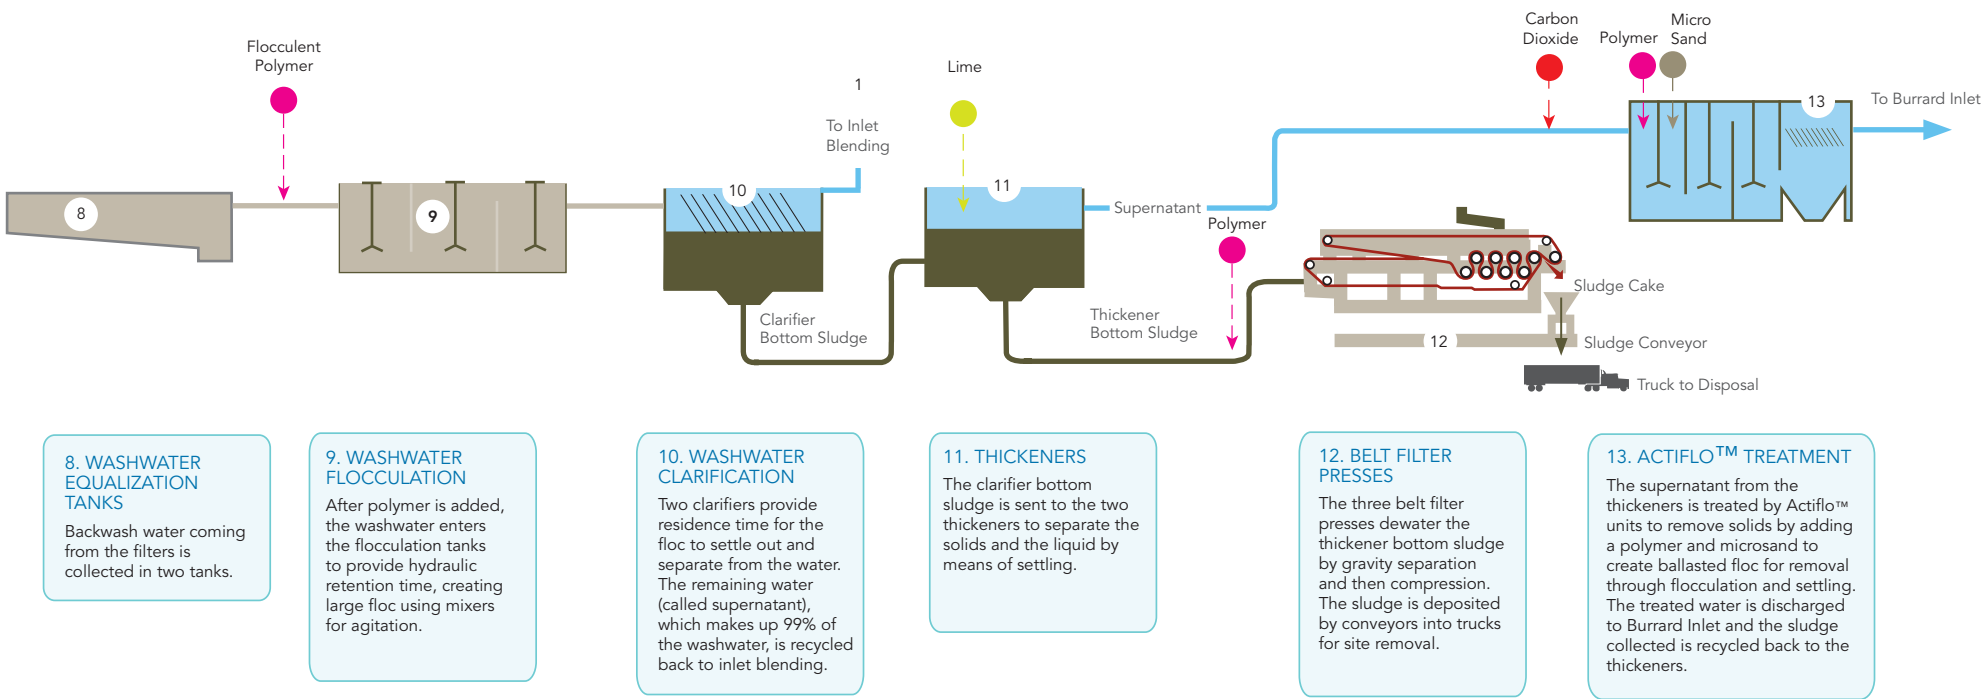 Flocculent
Polymer
1
To Inlet
Blending
Lime
Carbon
Dioxide
Polymer
Micro
Sand
To Burrard Inlet
8
9
10
11
13
Supernatant
Polymer
Clarifier
Bottom Sludge
Thickener
Bottom Sludge
12
Sludge Cake
Sludge Conveyor
Truck to Disposal
8. WASHWATER
EQUALIZATION
TANKS
Backwash water coming
from the filters is
collected in two tanks.
9. WASHWATER
FLOCCULATION
After polymer is added,
the washwater enters
the flocculation tanks
to provide hydraulic
retention time, creating
large floc using mixers
for agitation.
10. WASHWATER
CLARIFICATION
Two clarifiers provide
residence time for the
floc to settle out and
separate from the water.
The remaining water
(called supernatant),
which makes up 99% of
the washwater, is recycled
back to inlet blending.
11. THICKENERS
The clarifier bottom
sludge is sent to the two
thickeners to separate the
solids and the liquid by
means of settling.
12. BELT FILTER
PRESSES
The three belt filter
presses dewater the
thickener bottom sludge
by gravity separation
and then compression.
The sludge is deposited
by conveyors into trucks
for site removal.
13. ACTIFLO™ TREATMENT
The supernatant from the
thickeners is treated by Actiflo™
units to remove solids by adding
a polymer and microsand to
create ballasted floc for removal
through flocculation and settling.
The treated water is discharged
to Burrard Inlet and the sludge
collected is recycled back to the
thickeners.